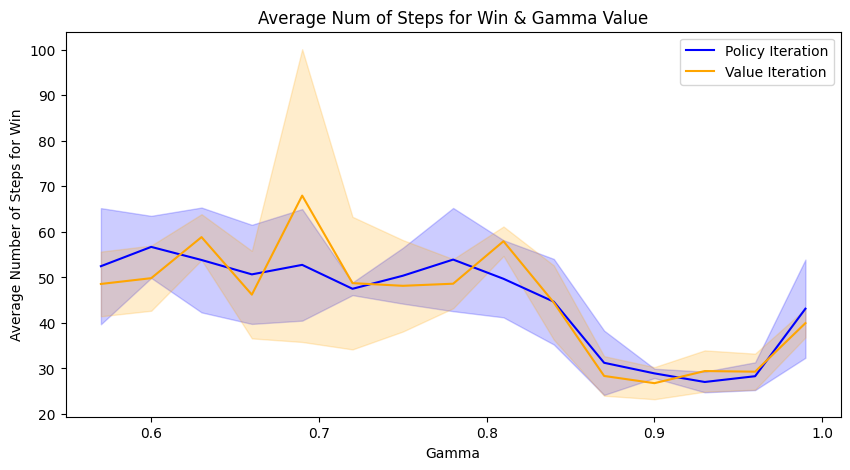 Average Num of Steps for Win & Gamma Value
Policy Iteration
Value Iteration
Average Number of Steps for Win
100
90
80
70
60
50
40
30
20
0.6
0.7
0.8
0.9
1.0
Gamma